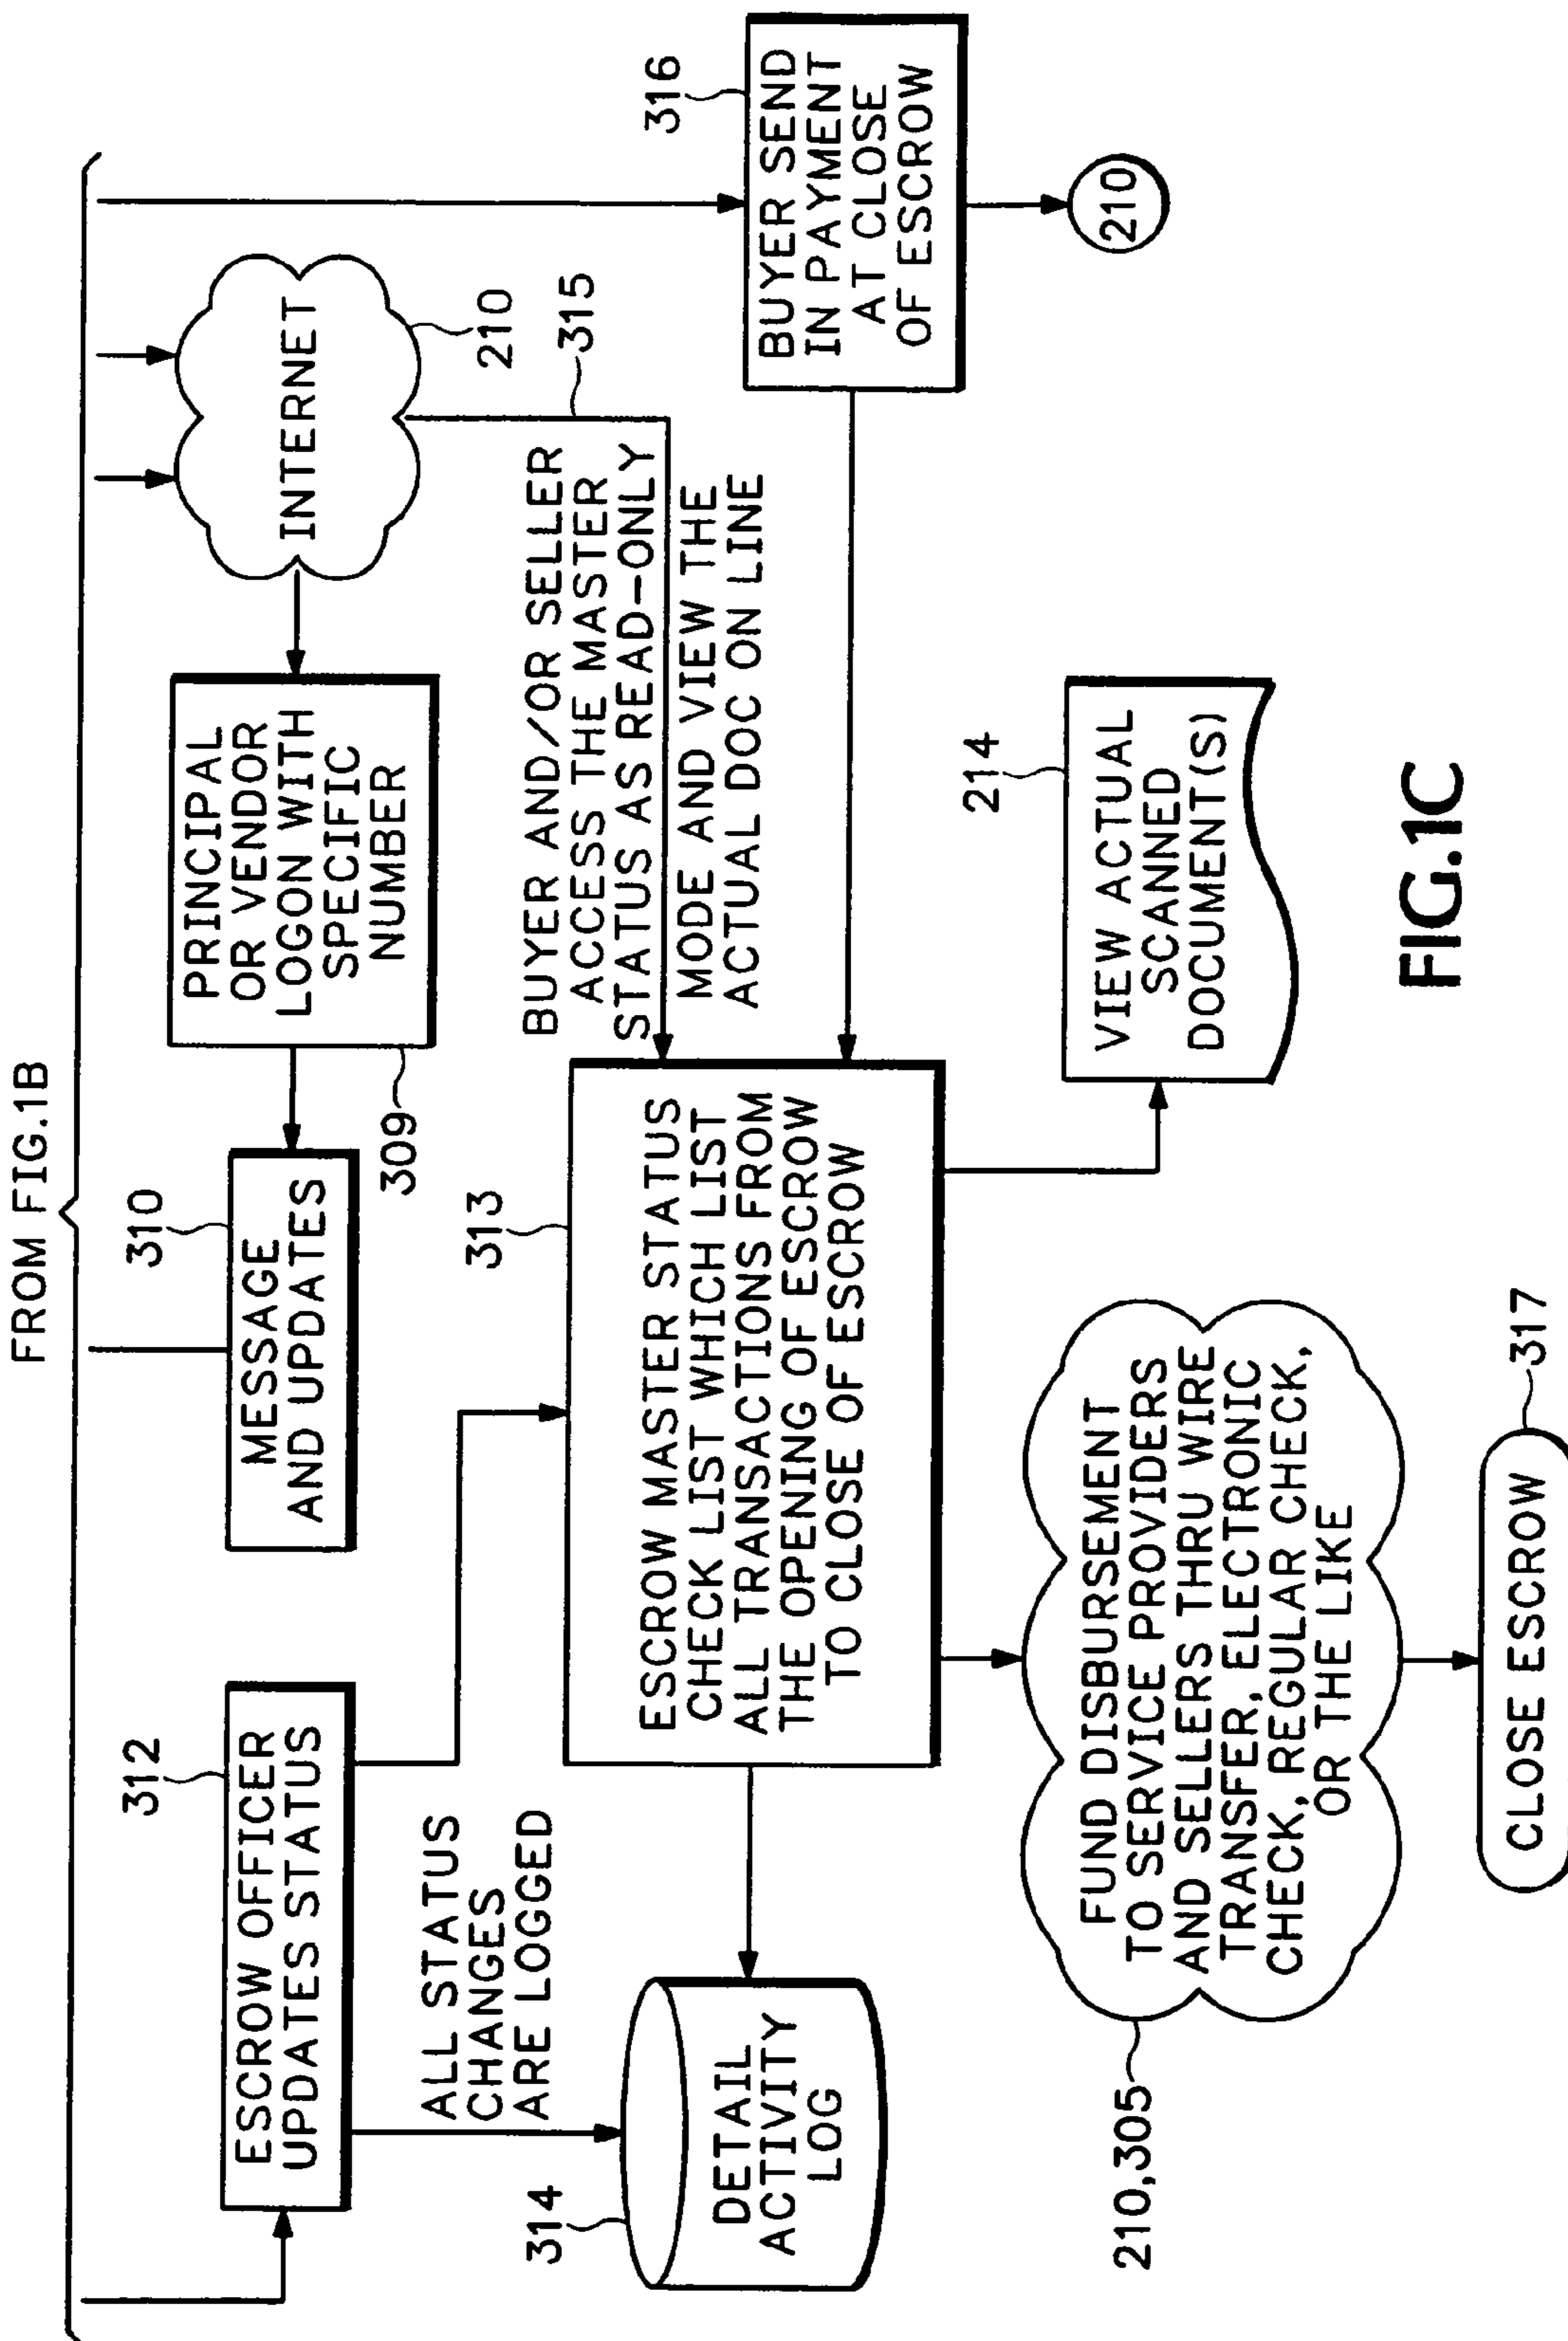 FROM FIG.1B
312
ESCROW OFFICER
UPDATES STATUS
310
MESSAGE
AND UPDATES
PRINCIPAL
OR VENDOR
LOGON WITH
SPECIFIC
NUMBER
309
INTERNET
210
315
316
BUYER SEND
IN PAYMENT
AT CLOSE
OF ESCROW
210
ALL STATUS
CHANGES
ARE LOGGED
BUYER AND/OR SELLER
ACCESS THE MASTER
STATUS AS READ-ONLY
MODE AND VIEW THE
ACTUAL DOC ON LINE
314
DETAIL
ACTIVITY
LOG
313
ESCROW MASTER STATUS
CHECK LIST WHICH LIST
ALL TRANSACTIONS FROM
THE OPENING OF ESCROW
TO CLOSE OF ESCROW
214
VIEW ACTUAL
SCANNED
DOCUMENT(S)
210,305
FUND DISBURSEMENT
TO SERVICE PROVIDERS
AND SELLERS THRU WIRE
TRANSFER, ELECTRONIC
CHECK, REGULAR CHECK,
OR THE LIKE
CLOSE ESCROW
317
FIG.1C